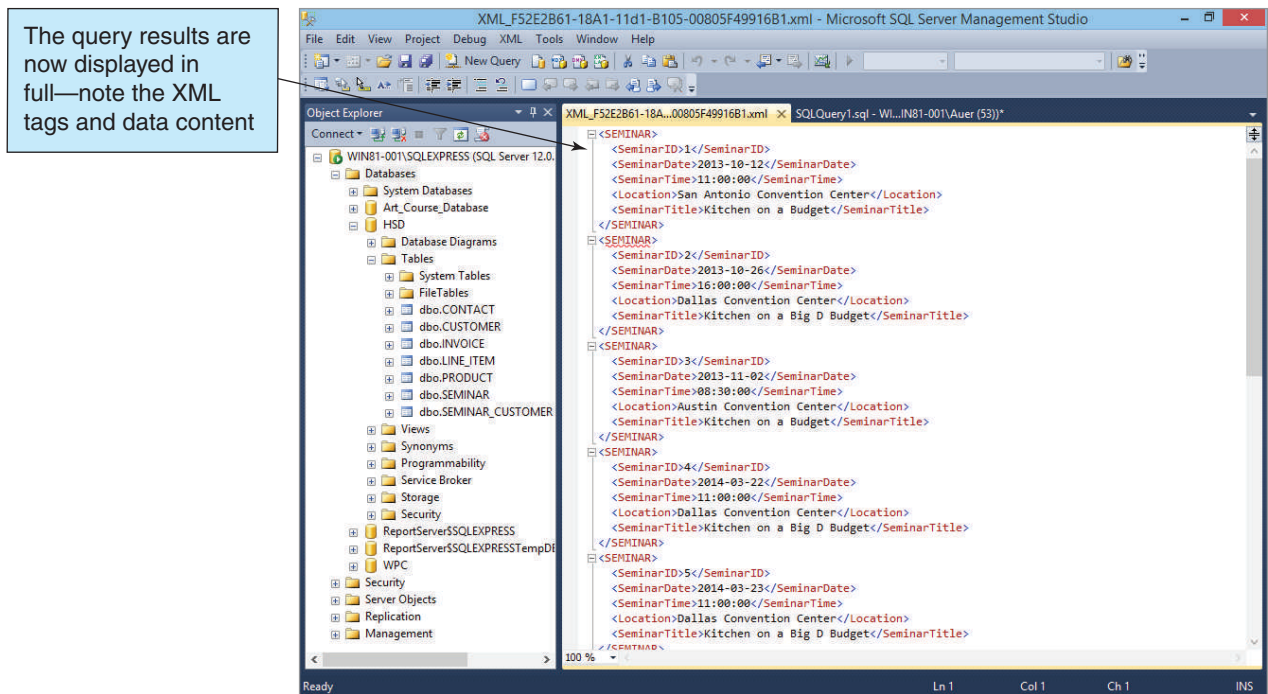 The query results are
now displayed in
full—note the XML
tags and data content
XML_F52E2B61-18A1-11d1-B105-00805F49916B1.xml - Microsoft SQL Server Management Studio
File Edit View Project Debug XML Tools Window Help
New Query
Object Explorer
Connect
WIN81-001\SQLEXPRESS (SQL Server 12.0.
Databases
System Databases
Art_Course_Database
HSD
Database Diagrams
Tables
System Tables
FileTables
dbo.CONTACT
dbo.CUSTOMER
dbo.INVOICE
dbo.LINE_ITEM
dbo.PRODUCT
dbo.SEMINAR
dbo.SEMINAR_CUSTOMER
Views
Synonyms
Programmability
Service Broker
Storage
Security
ReportServer$SQLEXPRESS
ReportServer$SQLEXPRESSTempDE
WPC
Security
Server Objects
Replication
Management
XML_F52E2B61-18A...00805F49916B1.xml SQLQuery1.sql - WI...IN81-001\Auer (53))*
<SEMINAR>
<SeminarID>1</SeminarID>
<SeminarDate>2013-10-12</SeminarDate>
<SeminarTime>11:00:00</SeminarTime>
<Location>San Antonio Convention Center</Location>
<SeminarTitle>Kitchen on a Budget</SeminarTitle>
</SEMINAR>
<SEMINAR>
<SeminarID>2</SeminarID>
<SeminarDate>2013-10-26</SeminarDate>
<SeminarTime>16:00:00</SeminarTime>
<Location>Dallas Convention Center</Location>
<SeminarTitle>Kitchen on a Big D Budget</SeminarTitle>
</SEMINAR>
<SEMINAR>
<SeminarID>3</SeminarID>
<SeminarDate>2013-11-02</SeminarDate>
<SeminarTime>08:30:00</SeminarTime>
<Location>Austin Convention Center</Location>
<SeminarTitle>Kitchen on a Budget</SeminarTitle>
</SEMINAR>
<SEMINAR>
<SeminarID>4</SeminarID>
<SeminarDate>2014-03-22</SeminarDate>
<SeminarTime>11:00:00</SeminarTime>
<Location>Dallas Convention Center</Location>
<SeminarTitle>Kitchen on a Big D Budget</SeminarTitle>
</SEMINAR>
<SEMINAR>
<SeminarID>5</SeminarID>
<SeminarDate>2014-03-23</SeminarDate>
<SeminarTime>11:00:00</SeminarTime>
<Location>Dallas Convention Center</Location>
<SeminarTitle>Kitchen on a Big D Budget</SeminarTitle>
</SEMINAR>
100 %
Ready Ln 1 Col 1 Ch 1 INS